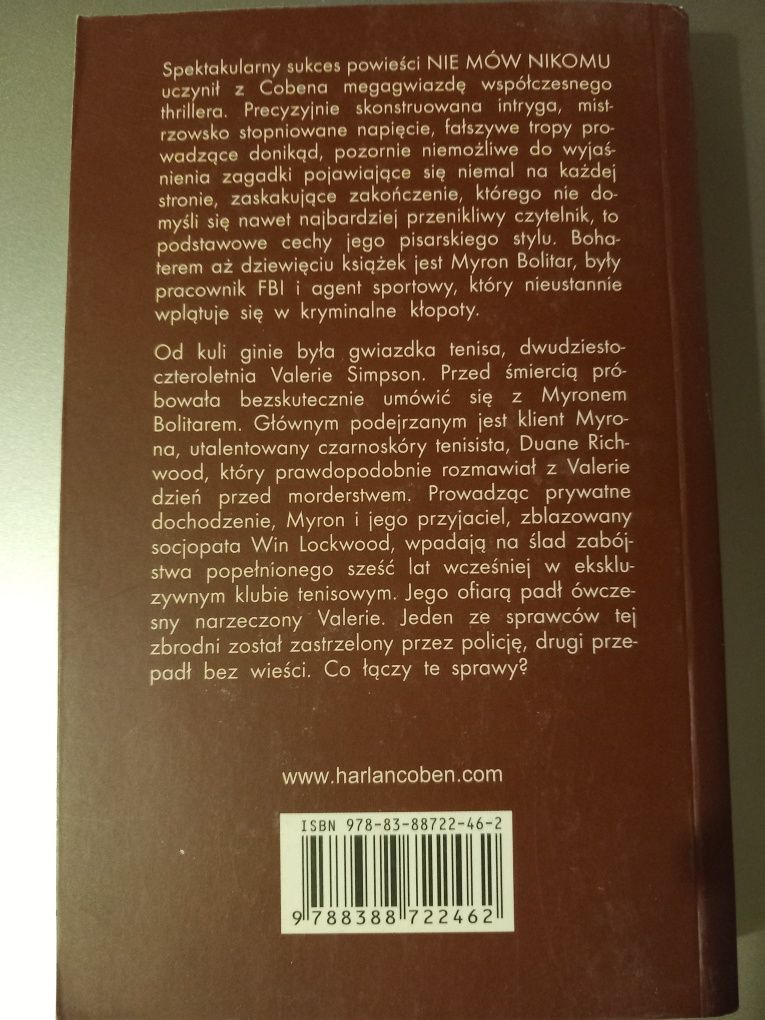 Spektakularny sukces powieści NIE MÓW NIKOMU
uczynił z Cobena megagwiazdę współczesnego
thrillera. Precyzyjnie skonstruowana intryga, mist-
rzowsko stopniowane napięcie, fałszywe tropy pro-
wadzące donikąd, pozornie niemożliwe do wyjaś-
nienia zagadki pojawiające się niemal na każdej
stronie, zaskakujące zakończenie, którego nie do-
myśli się nawet najbardziej przenikliwy czytelnik, to
podstawowe cechy jego pisarskiego stylu. Boha-
terem aż dziewięciu książek jest Myron Bolitar, były
pracownik FBI i agent sportowy, który nieustannie
wplątuje się w kryminalne kłopoty.
Od kuli ginie była gwiazdka tenisa, dwudziesto-
czteroletnia Valerie Simpson. Przed śmiercią pró-
bowała bezskutecznie umówić się z Myronem
Bolitarem. Głównym podejrzanym jest klient Myro-
na, utalentowany czarnoskóry tenisista, Duane Rich-
wood, który prawdopodobnie rozmawiał z Valerie
dzień przed morderstwem. Prowadząc prywatne
dochodzenie, Myron i jego przyjaciel, zblazowany
socjopata Win Lockwood, wpadają na ślad zabój-
stwa popełnionego sześć lat wcześniej w eksklu-
zywnym klubie tenisowym. Jego ofiarą padł ówcze-
sny narzeczony Valerie. Jeden ze sprawców tej
zbrodni został zastrzelony przez policję, drugi prze-
padł bez wieści. Co łączy te sprawy?
www.harlancoben.com
ISBN 978-83-88722-46-2
9 788388 722462